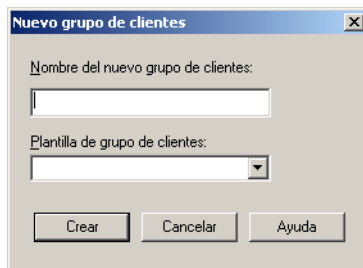 Nuevo grupo de clientes
Nombre del nuevo grupo de clientes:
Plantilla de grupo de clientes:
Crear Cancelar Ayuda